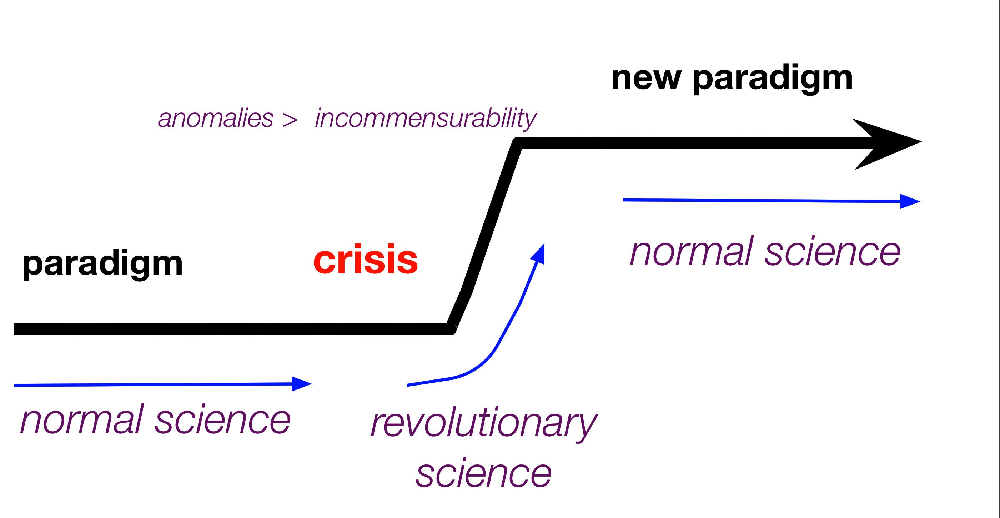 new paradigm
anomalies > incommensurability
paradigm
crisis
normal science
normal science
revolutionary
science